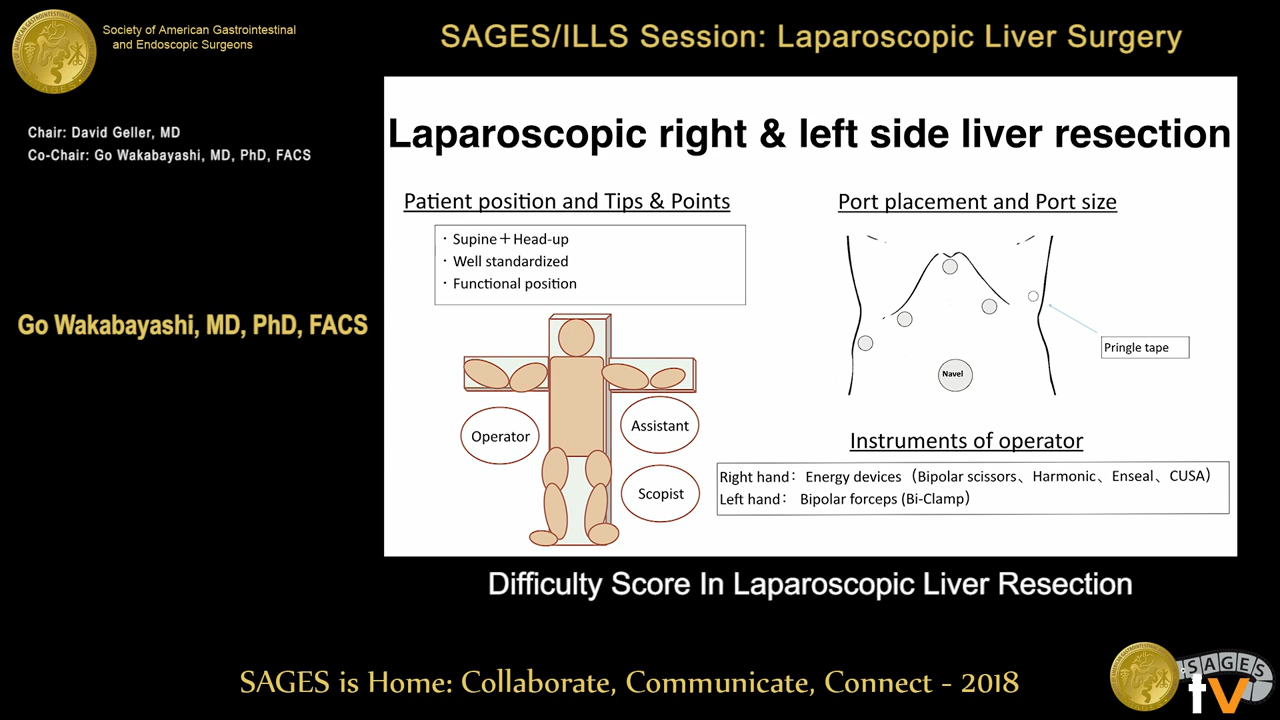 Society of American Gastrointestinal
and Endoscopic Surgeons
SAGES/ILLS Session: Laparoscopic Liver Surgery
Chair: David Geller, MD
Co-Chair: Go Wakabayashi, MD, PhD, FACS
Go Wakabayashi, MD, PhD, FACS
Laparoscopic right & left side liver resection
Patient position and Tips & Points
・Supine＋Head-up
・Well standardized
・Functional position
Operator
Assistant
Scopist
Port placement and Port size
Pringle tape
Navel
Instruments of operator
Right hand： Energy devices （Bipolar scissors、Harmonic、Enseal、CUSA）
Left hand： Bipolar forceps (Bi-Clamp）
Difficulty Score In Laparoscopic Liver Resection
SAGES is Home: Collaborate, Communicate, Connect - 2018
SAGES
tv